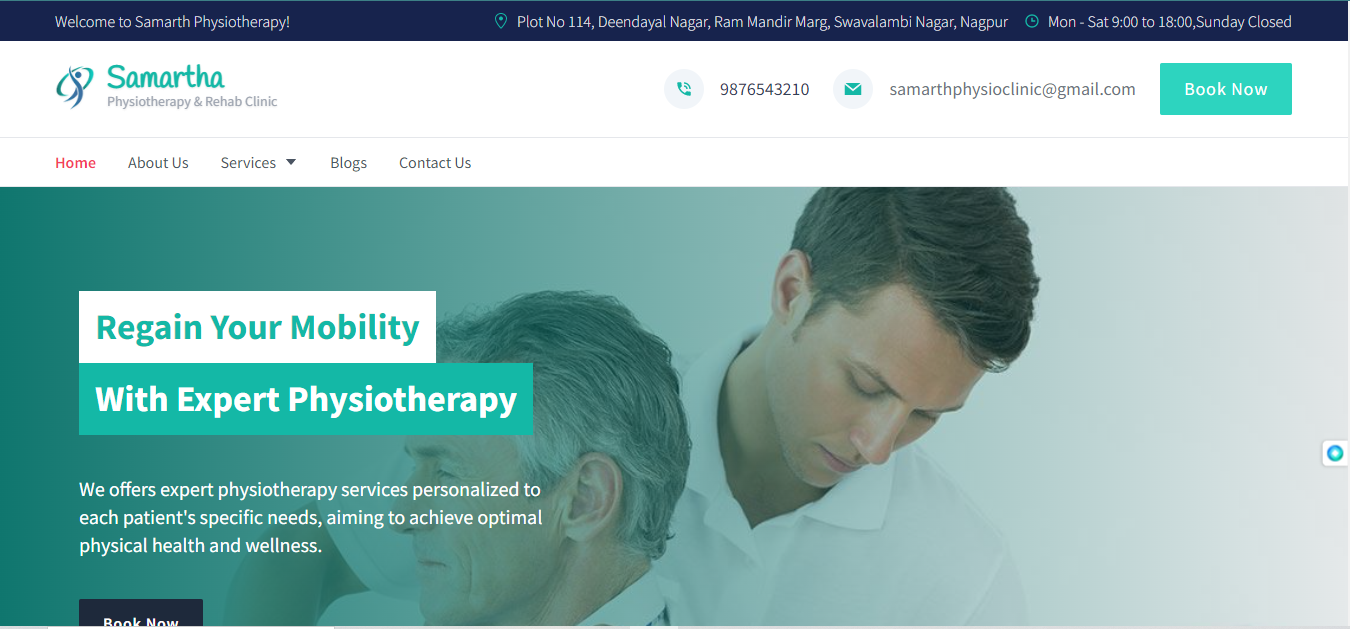 Welcome to Samarth Physiotherapy!
Plot No 114, Deendayal Nagar, Ram Mandir Marg, Swavalambi Nagar, Nagpur
Mon - Sat 9:00 to 18:00,Sunday Closed
Samartha
Physiotherapy & Rehab Clinic
9876543210
samarthphysioclinic@gmail.com
Book Now
Home
About Us
Services
Blogs
Contact Us
Regain Your Mobility
With Expert Physiotherapy
We offers expert physiotherapy services personalized to
each patient's specific needs, aiming to achieve optimal
physical health and wellness.
Book Now